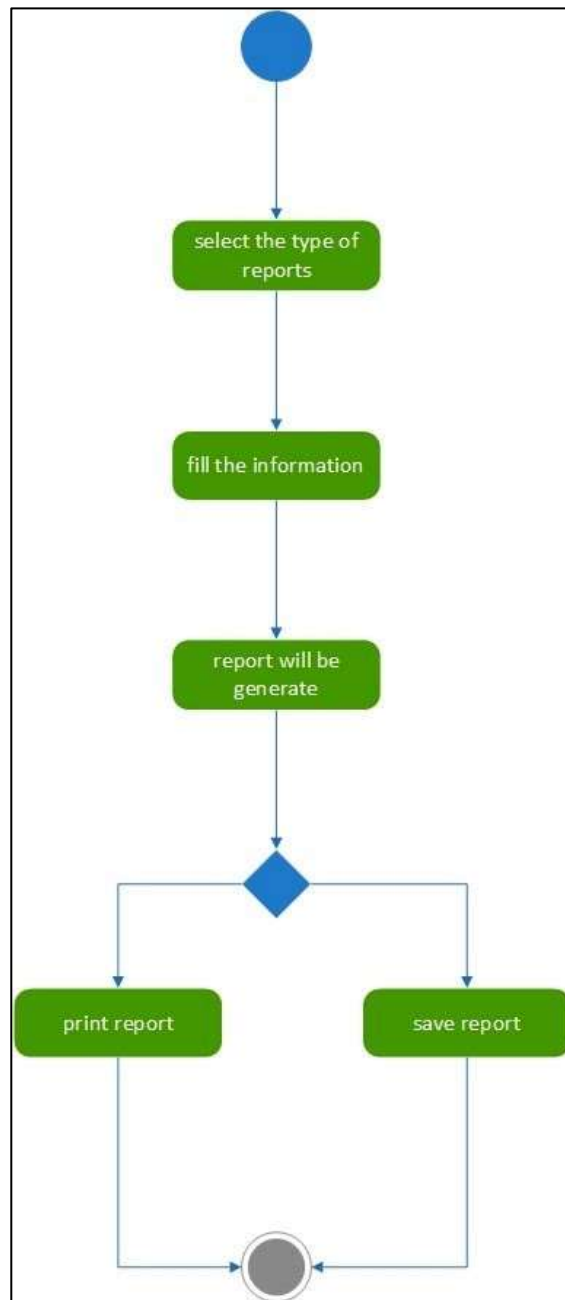 select the type of
reports
fill the information
report will be
generate
print report
save report